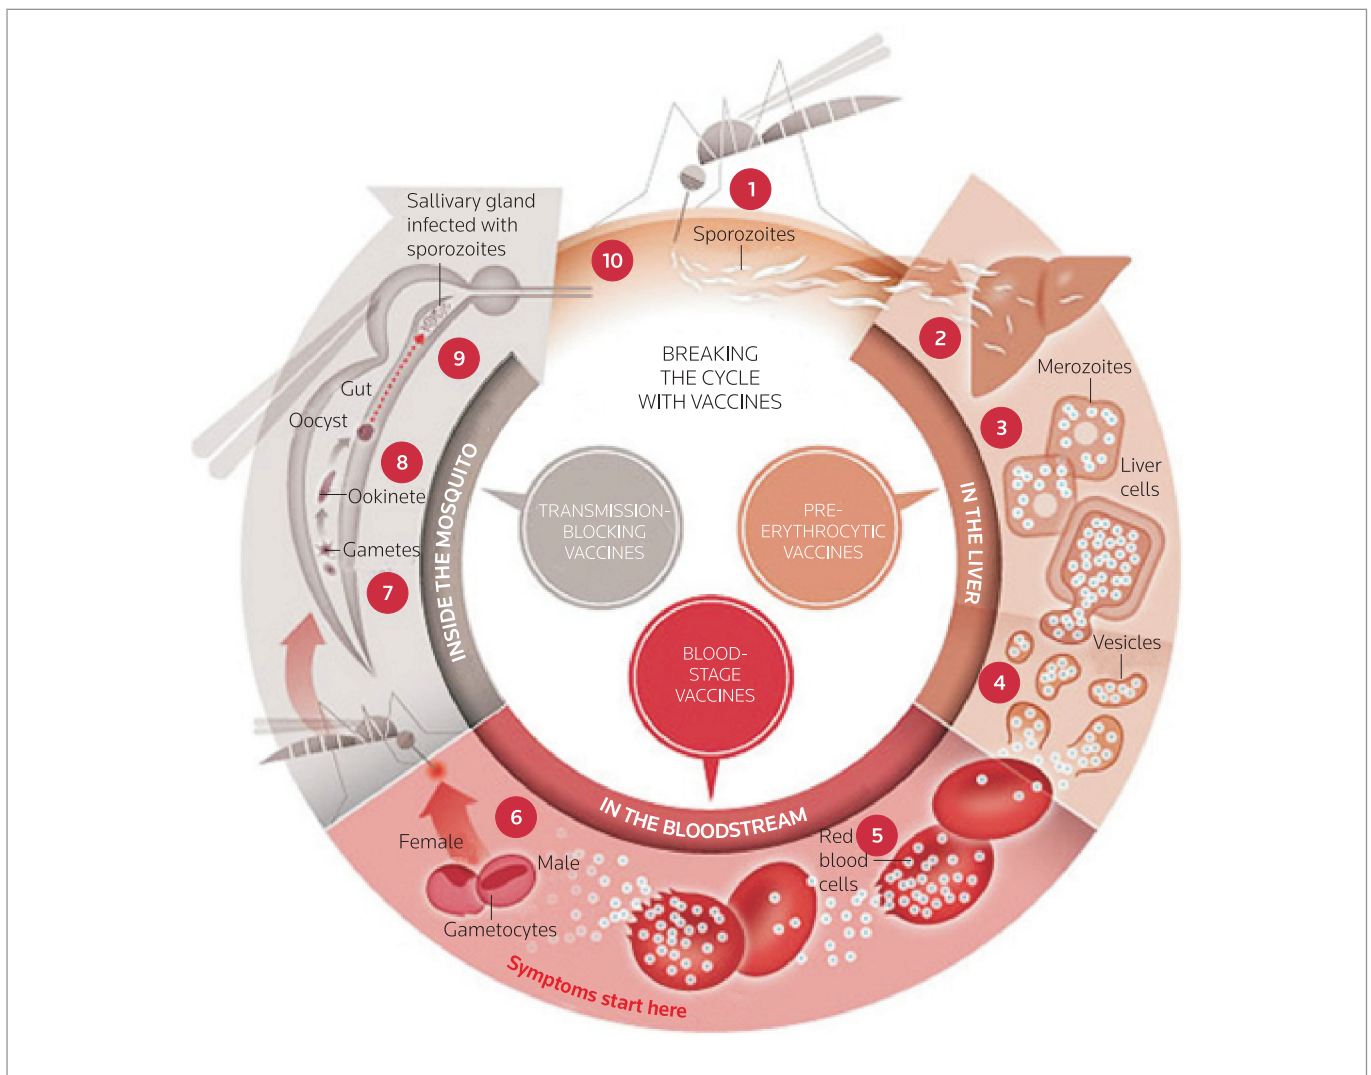 1
Sallivary gland
infected with
sporozoites
Sporozoites
10
2
9
BREAKING
THE CYCLE
WITH VACCINES
Merozoites
Gut
Oocyst
3
8
Liver
cells
Ookinete
TRANSMISSION-
BLOCKING
VACCINES
PRE-
ERYTHROCYTIC
VACCINES
INSIDE THE MOSQUITO
IN THE LIVER
Gametes
7
Vesicles
4
BLOOD-
STAGE
VACCINES
IN THE BLOODSTREAM
6
5
Red
blood
cells
Female
Male
Gametocytes
Symptoms start here